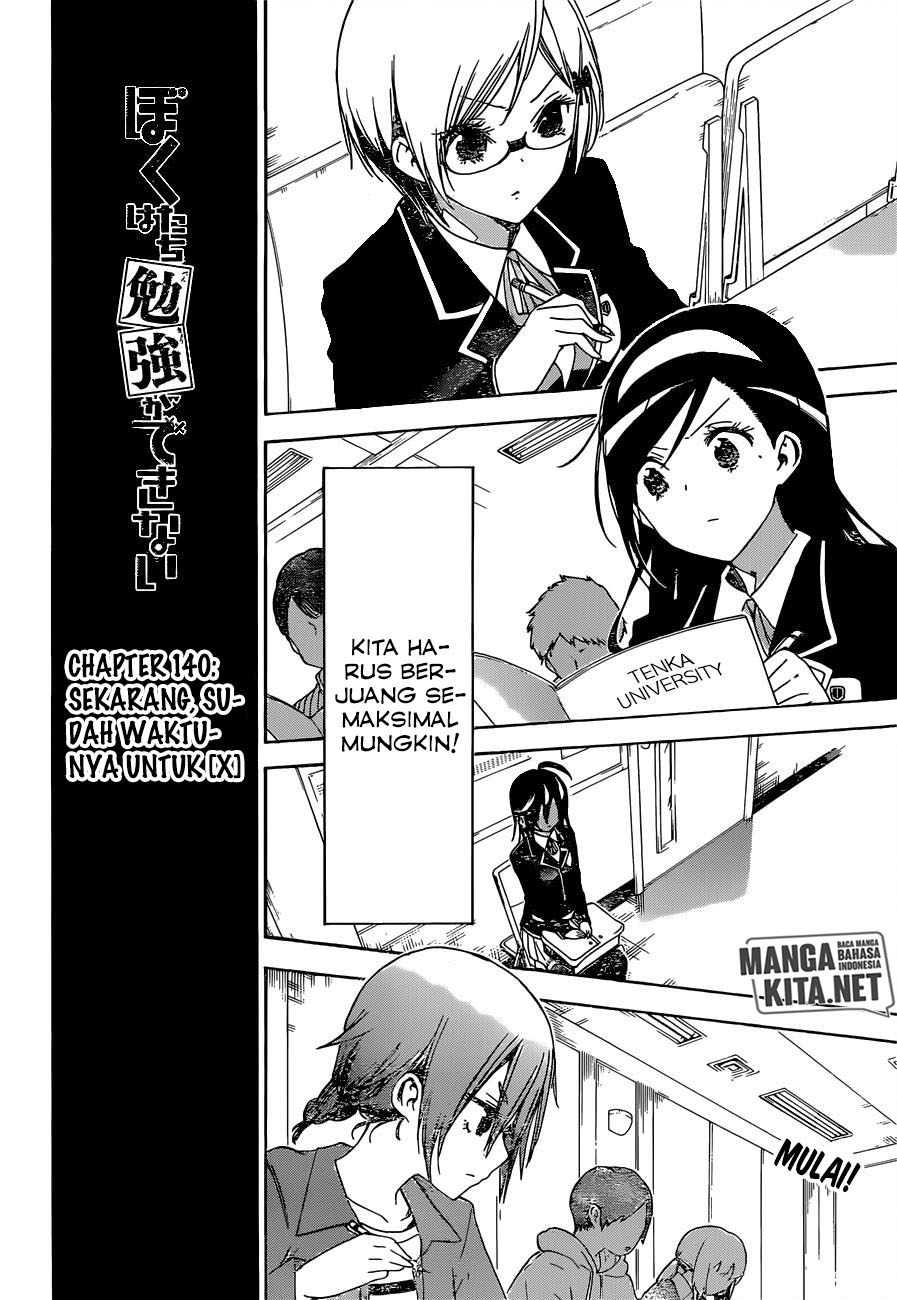 ぼくたちは勉強ができない
CHAPTER 140:
SEKARANG, SU-
DAH WAKTU-
NYA UNTUK [X]
KITA HA-
RUS BER-
JUANG SE-
MAKSIMAL
MUNGKIN!
TENKA
UNIVERSITY
MANGA
KITA.NET
BACA MANGA
BAHASA
INDONESIA
MULAI!